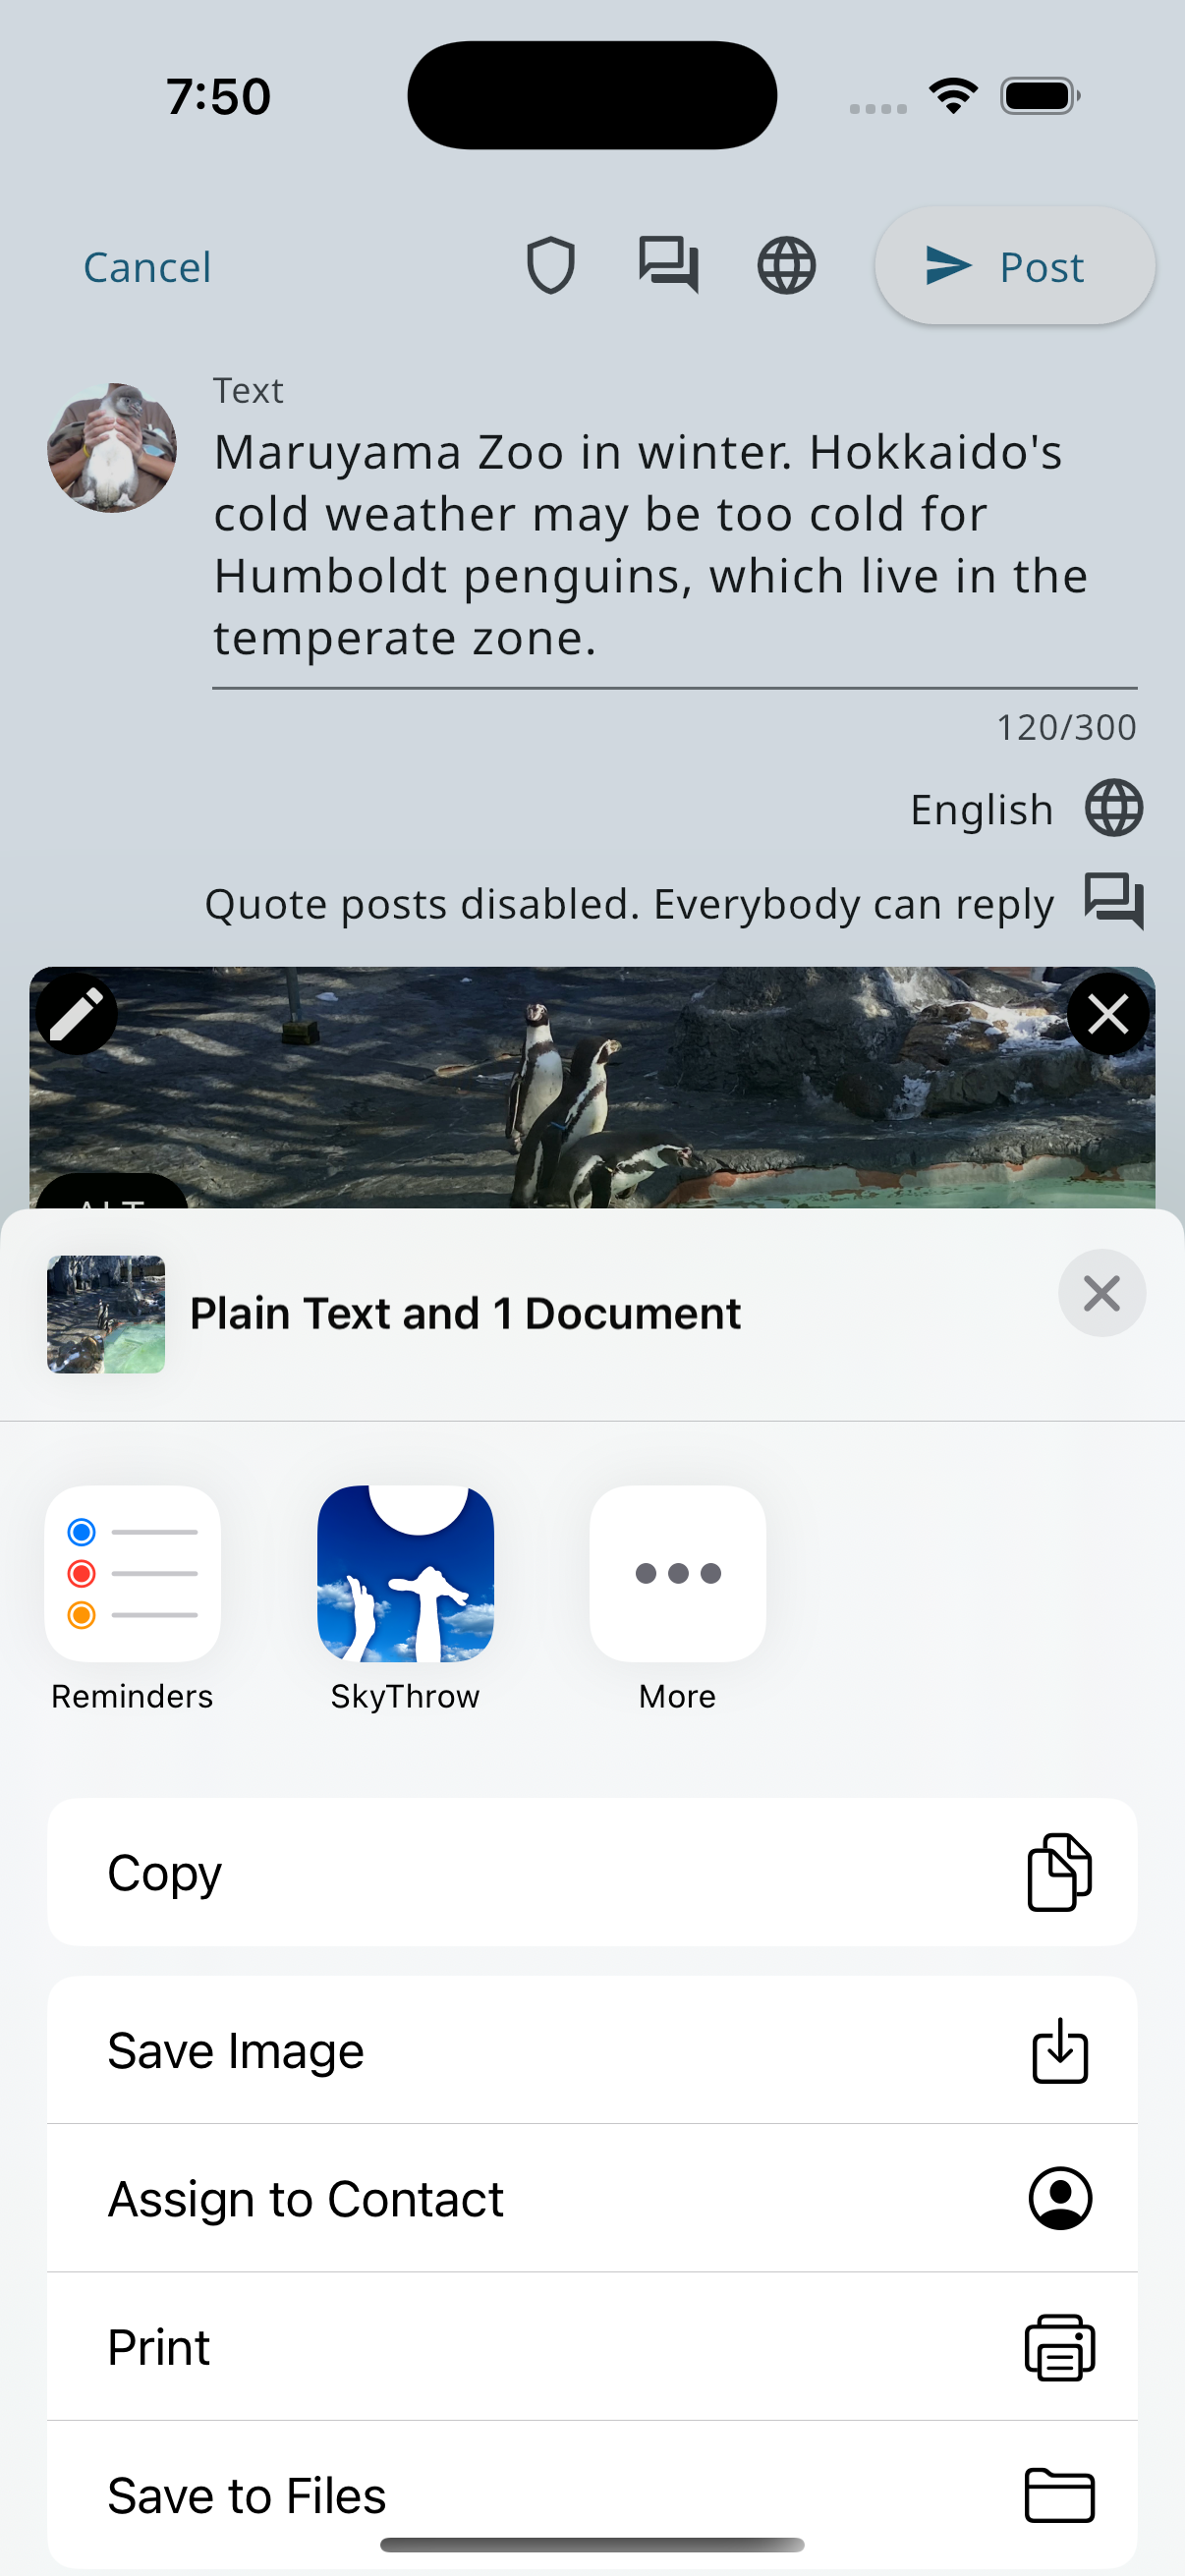 7:50
Cancel
Post
Text
Maruyama Zoo in winter. Hokkaido's
cold weather may be too cold for
Humboldt penguins, which live in the
temperate zone.
120/300
English
Quote posts disabled. Everybody can reply
ALT
Plain Text and 1 Document
Reminders
SkyThrow
More
Copy
Save Image
Assign to Contact
Print
Save to Files